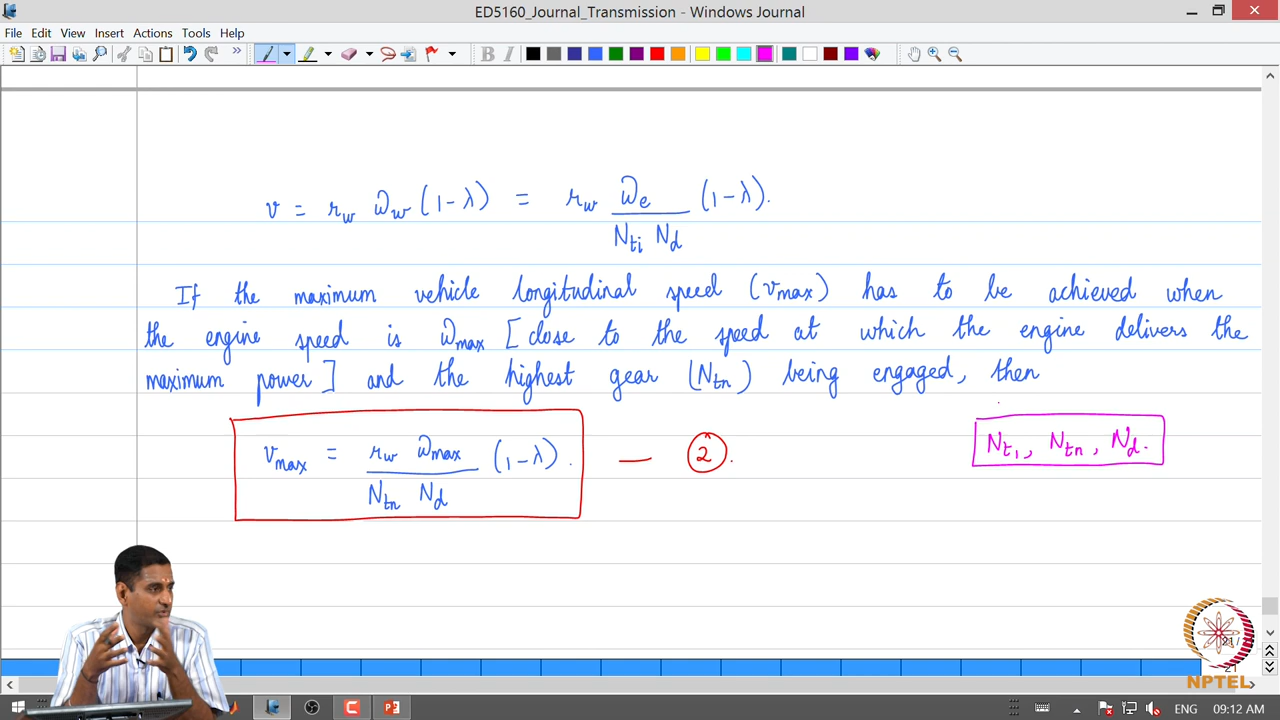 ED5160_Journal_Transmission - Windows Journal
File Edit View Insert Actions Tools Help
v = r_w ω_w (1-λ) = r_w ω_e / (N_ti N_d) (1-λ).
If the maximum vehicle longitudinal speed (v_max) has to be achieved when
the engine speed is ω_max [close to the speed at which the engine delivers the
maximum power] and the highest gear (N_tn) being engaged, then
v_max = r_w ω_max / (N_tn N_d) (1-λ). — 2.
N_t1, N_tn, N_d.
21/
21
NPTEL
ENG 09:12 AM